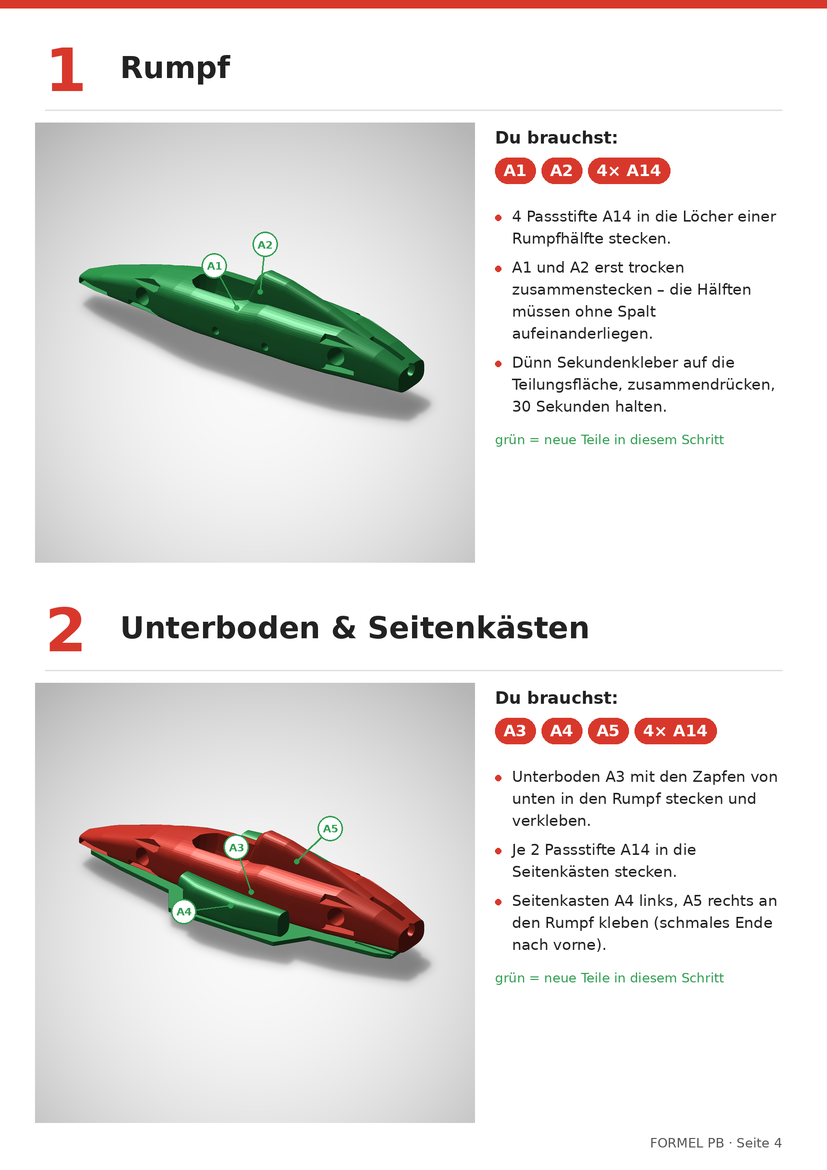 1 Rumpf
A1
A2
Du brauchst:
A1 A2 4× A14
4 Passstifte A14 in die Löcher einer
Rumpfhälfte stecken.
A1 und A2 erst trocken
zusammenstecken – die Hälften
müssen ohne Spalt
aufeinanderliegen.
Dünn Sekundenkleber auf die
Teilungsfläche, zusammendrücken,
30 Sekunden halten.
grün = neue Teile in diesem Schritt
2 Unterboden & Seitenkästen
A5
A3
A4
Du brauchst:
A3 A4 A5 4× A14
Unterboden A3 mit den Zapfen von
unten in den Rumpf stecken und
verkleben.
Je 2 Passstifte A14 in die
Seitenkästen stecken.
Seitenkasten A4 links, A5 rechts an
den Rumpf kleben (schmales Ende
nach vorne).
grün = neue Teile in diesem Schritt
FORMEL PB · Seite 4